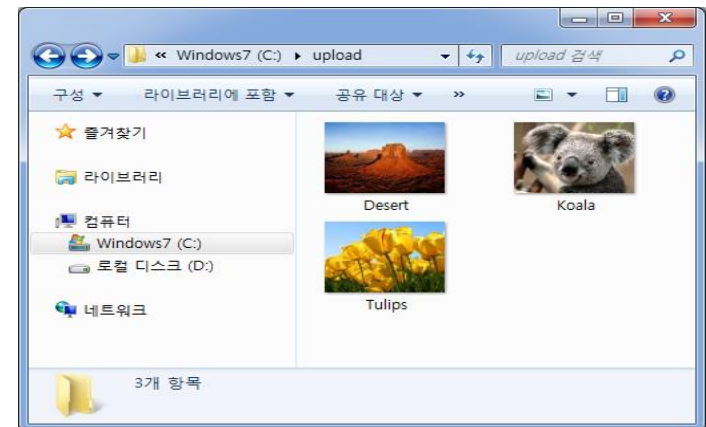 « Windows7 (C:) ▸ upload
upload 검색
구성 라이브러리에 포함 공유 대상 »
즐겨찾기
라이브러리
컴퓨터
Windows7 (C:)
로컬 디스크 (D:)
네트워크
Desert
Koala
Tulips
3개 항목